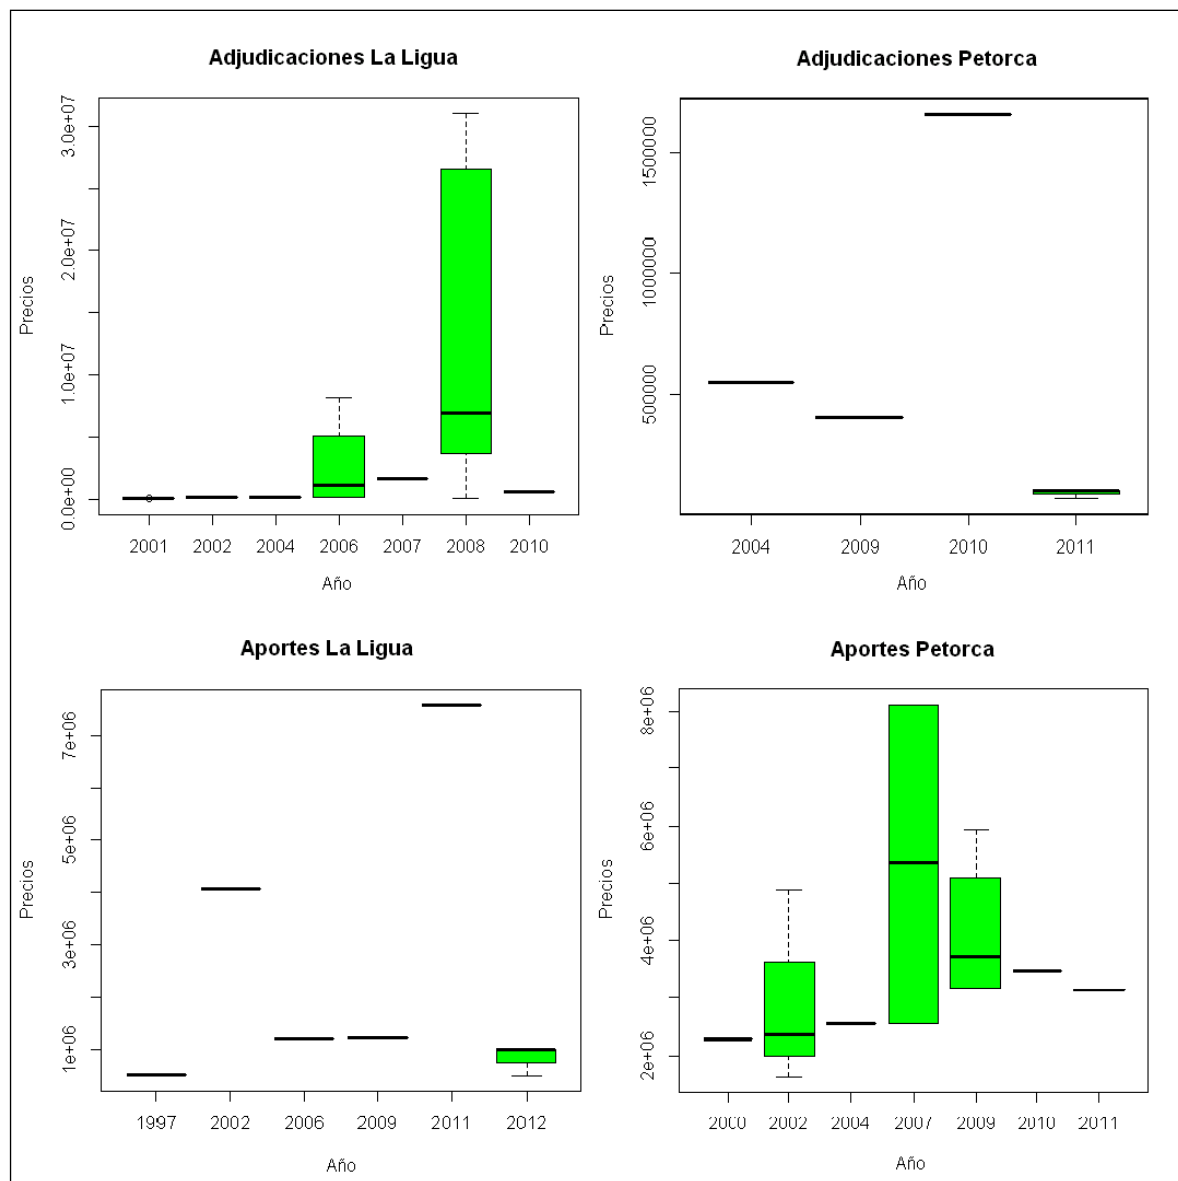 Adjudicaciones La Ligua
Precios
3.0e+07
2.0e+07
1.0e+07
0.0e+00
2001 2002 2004 2006 2007 2008 2010
Año
Adjudicaciones Petorca
Precios
1500000
1000000
500000
2004 2009 2010 2011
Año
Aportes La Ligua
Precios
7e+06
5e+06
3e+06
1e+06
1997 2002 2006 2009 2011 2012
Año
Aportes Petorca
Precios
8e+06
6e+06
4e+06
2e+06
2000 2002 2004 2007 2009 2010 2011
Año